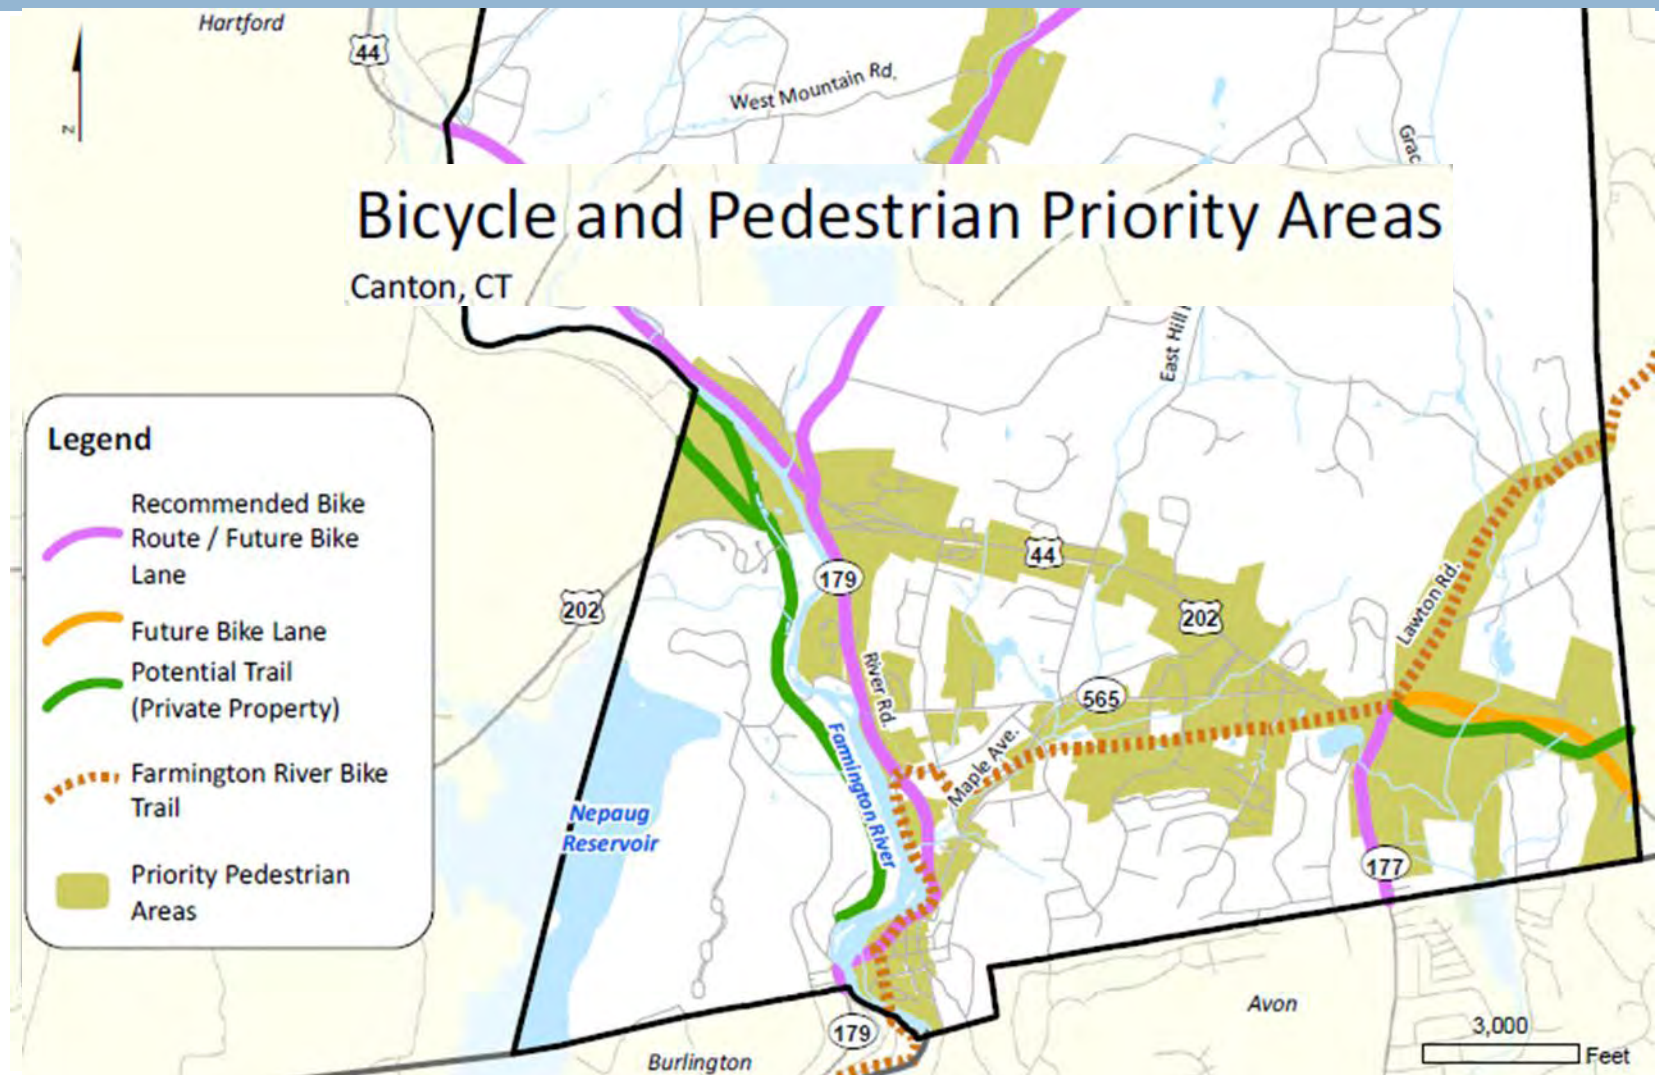 Hartford
44
West Mountain Rd.
Grac
Bicycle and Pedestrian Priority Areas
Canton, CT
East Hill
Legend
Recommended Bike
Route / Future Bike
Lane
Future Bike Lane
Potential Trail
(Private Property)
Farmington River Bike
Trail
Priority Pedestrian
Areas
N
44
179
202
202
Lawton Rd.
River Rd.
565
Maple Ave.
Farmington River
Nepaug
Reservoir
177
179
Burlington
Avon
3,000
Feet